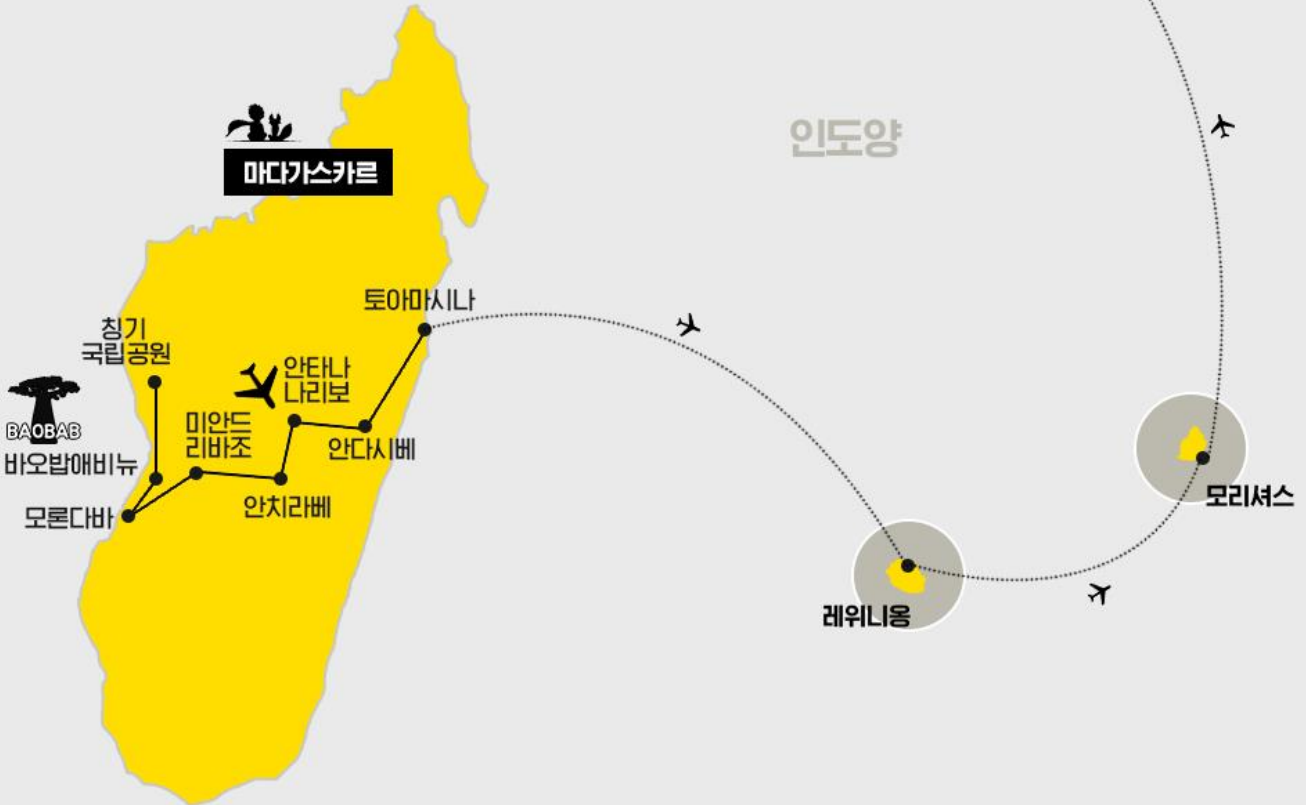 인도양
마다가스카르
토아마시나
칭기
국립공원
안타나
나리보
BAOBAB
미안드
리바조
안다시베
바오밥애비뉴
안치라베
모론다바
모리셔스
레위니옹